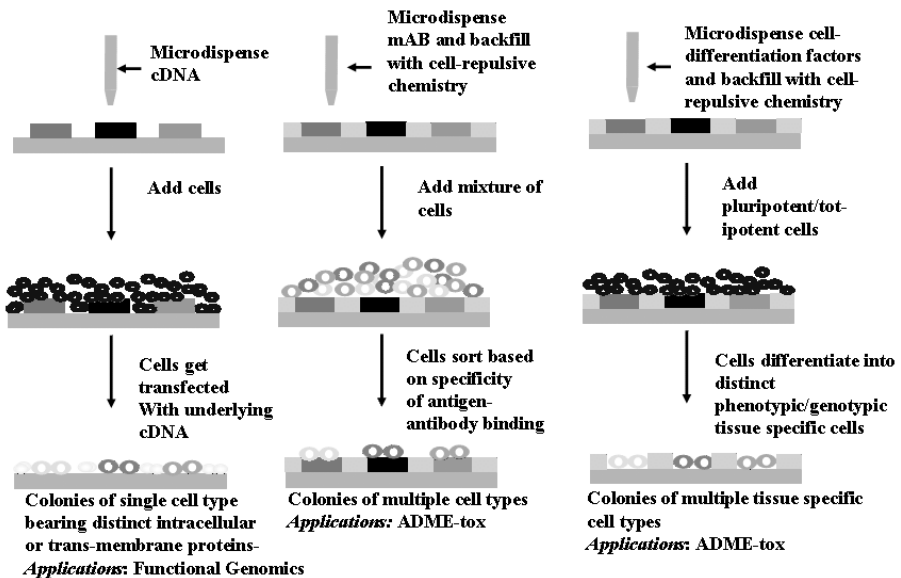 Microdispense
cDNA
Add cells
Cells get
transfected
With underlying
cDNA
Colonies of single cell type
bearing distinct intracellular
or trans-membrane proteins-
Applications: Functional Genomics
Microdispense
mAB and backfill
with cell-repulsive
chemistry
Add mixture of
cells
Cells sort based
on specificity
of antigen-
antibody binding
Colonies of multiple cell types
Applications: ADME-tox
Microdispense cell-
differentiation factors
and backfill with cell-
repulsive chemistry
Add
pluripotent/tot-
ipotent cells
Cells differentiate into
distinct
phenotypic/genotypic
tissue specific cells
Colonies of multiple tissue specific
cell types
Applications: ADME-tox